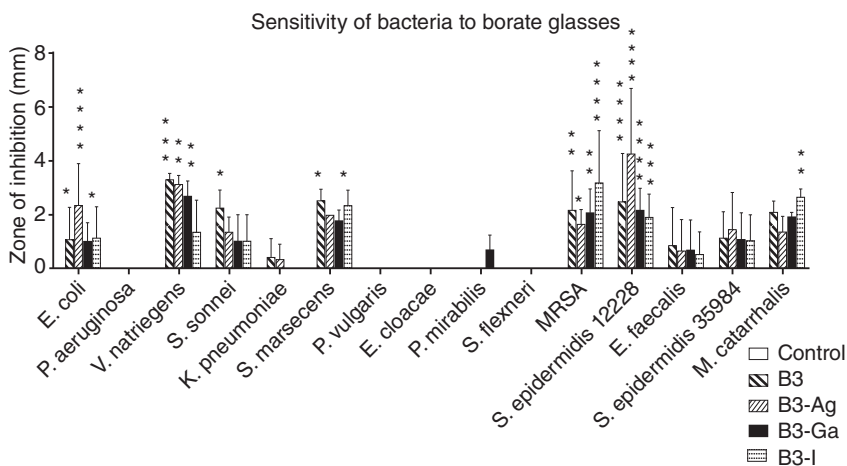 Sensitivity of bacteria to borate glasses
Zone of inhibition (mm)
8
6
4
2
0
* * * * * *
* * * * * * * *
*
* *
* * * * * * * * *
* * * * * * * * * * * * * * *
* *
E. coli
P. aeruginosa
V. natriegens
S. sonnei
K. pneumoniae
S. marsecens
P. vulgaris
E. cloacae
P. mirabilis
S. flexneri
MRSA
S. epidermidis 12228
E. faecalis
S. epidermidis 35984
M. catarrhalis
Control
B3
B3-Ag
B3-Ga
B3-I